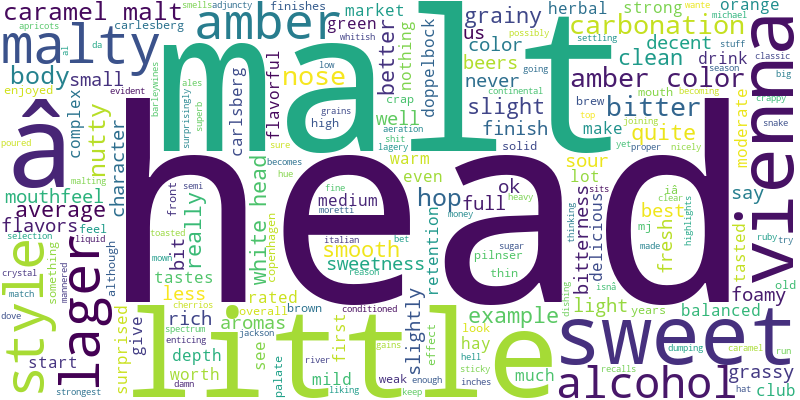 head
malt
little
sweet
vienna
malty
amber
lager
style
â
alcohol
caramel malt
amber color
carbonation
bitter
nose
hop
body
nutty
flavors
average
mouthfeel
character
complex
small
start
surprised
give
really
bit
tastes
less
rich
depth
worth
aromas
white head
smooth
sweetness
medium
full
ok
finish
slight
well
even
warm
better
nothing
green
market
finishes
herbal
strong
orange
grainy
us
color
decent
clean
beers
never
drink
doppelbock
flavorful
high
carlsberg
carlsberg
brew
make
solid
quite
moderate
sour
lot
say
best
mj
fresh
tasted
delicious
bitterness
pilnser
thin
retention
slightly
example
light
years
balanced
foamy
grassy
club
hay
look
much
mild
first
see
rated
overall
brown
palate
weak
enough
effect
conditioned
copenhagen
front
although
feel
liquid
something
selection
crystal
match
mannered
dove
strongest
damn
enticing
spectrum
jackson
river
liking
keep
gains
reason
italian
moretti
fine
bet
money
sugar
heavy
sticky
hell
inches
dishing
dumping
recalls
caramel
run
hat
big
old
try
ruby
highlights
clear
made
isnâ
iâ
sits
thinking
joining
top
yet
proper
nicely
becoming
possibly
wante
settling
going
continental
mouth
season
classic
stuff
michael
crappy
snake
low
whitish
grains
crap
shit
aeration
lagery
sure
becomes
hue
semi
toasted
mown
cherrios
superb
ales
surprisingly
barleywines
evident
malting
poured
enjoyed
apricots
smells
adjuncty
al
da